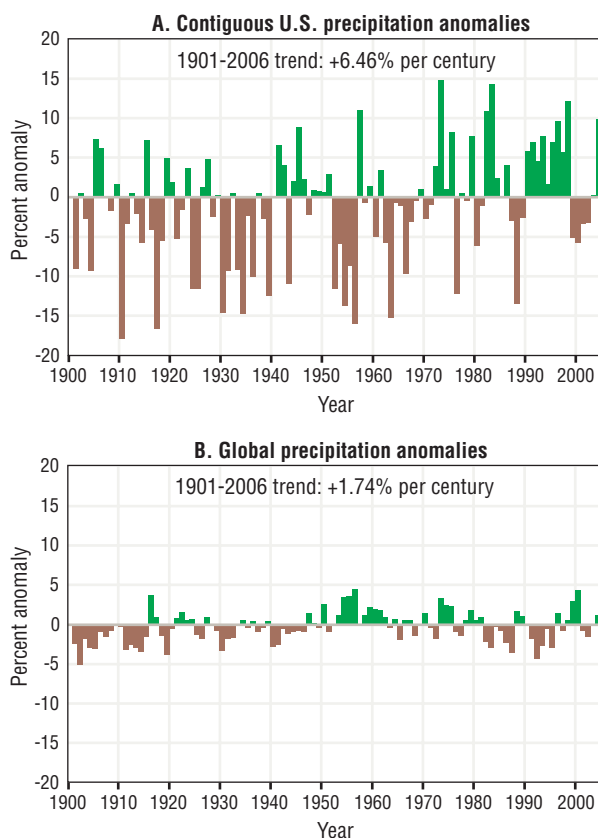 A. Contiguous U.S. precipitation anomalies
1901-2006 trend: +6.46% per century
Percent anomaly
20
15
10
5
0
-5
-10
-15
-20
1900 1910 1920 1930 1940 1950 1960 1970 1980 1990 2000
Year
B. Global precipitation anomalies
1901-2006 trend: +1.74% per century
Percent anomaly
20
15
10
5
0
-5
-10
-15
-20
1900 1910 1920 1930 1940 1950 1960 1970 1980 1990 2000
Year